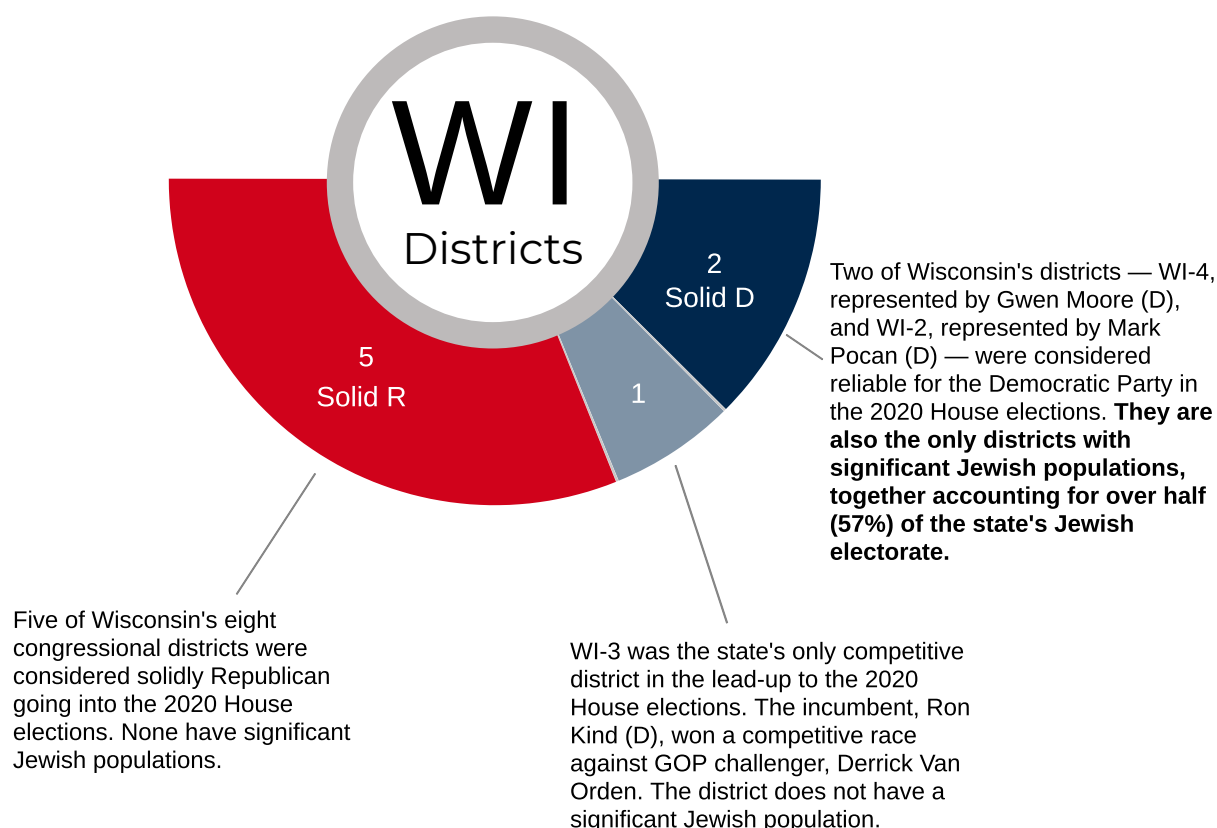 WI
Districts
2
Solid D
5
Solid R
1
Two of Wisconsin's districts — WI-4,
represented by Gwen Moore (D),
and WI-2, represented by Mark
Pocan (D) — were considered
reliable for the Democratic Party in
the 2020 House elections. They are
also the only districts with
significant Jewish populations,
together accounting for over half
(57%) of the state's Jewish
electorate.
Five of Wisconsin's eight
congressional districts were
considered solidly Republican
going into the 2020 House
elections. None have significant
Jewish populations.
WI-3 was the state's only competitive
district in the lead-up to the 2020
House elections. The incumbent, Ron
Kind (D), won a competitive race
against GOP challenger, Derrick Van
Orden. The district does not have a
significant Jewish population.